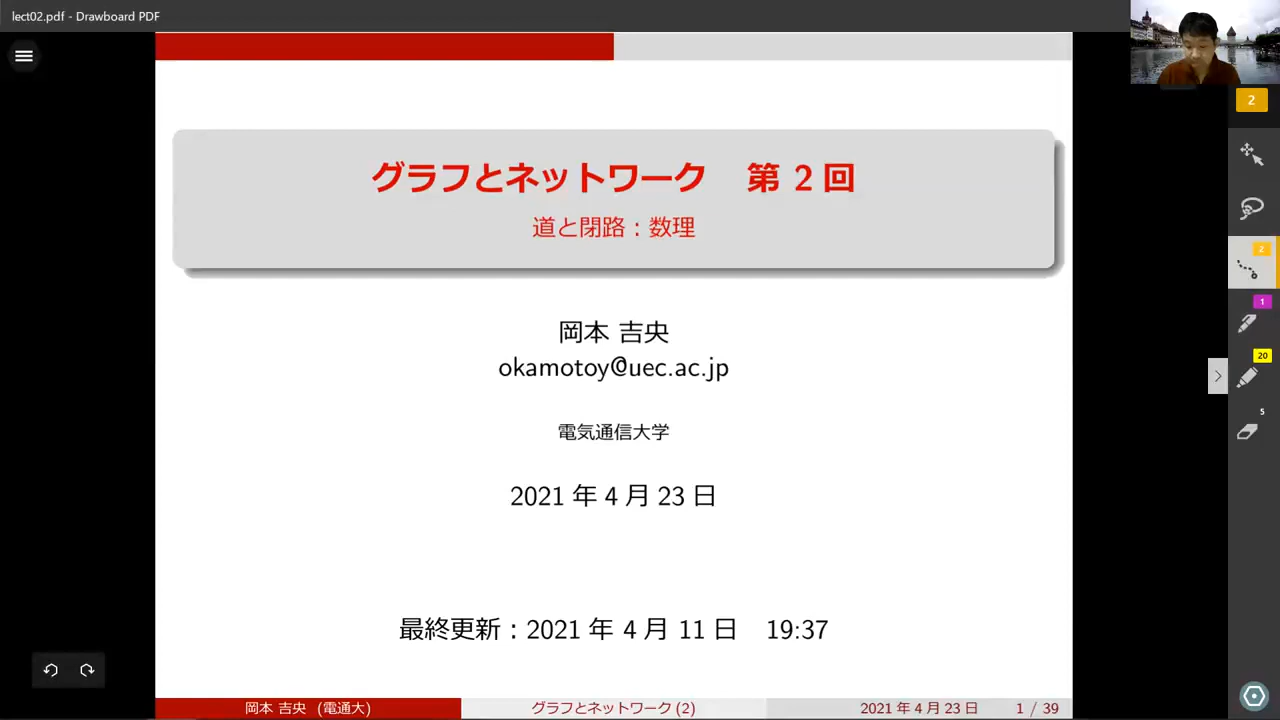 lect02.pdf - Drawboard PDF
グラフとネットワーク 第 2 回
道と閉路：数理
岡本 吉央
okamotoy@uec.ac.jp
電気通信大学
2021 年 4 月 23 日
最終更新：2021 年 4 月 11 日 19:37
岡本 吉央 (電通大)
グラフとネットワーク (2)
2021 年 4 月 23 日
1 / 39
2
2
1
20
5